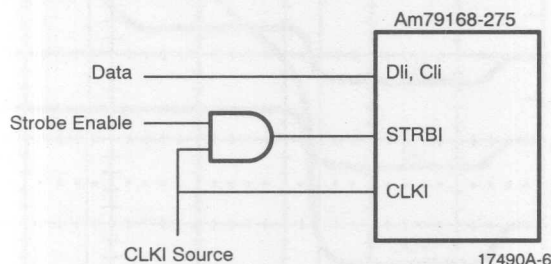 Am79168-275
Data
DIi, CIi
Strobe Enable
STRBI
CLKI
CLKI Source
17490A-6